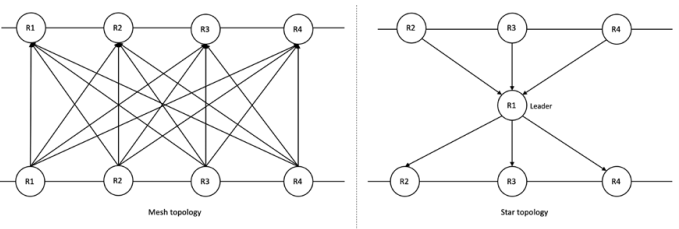 R1 R2 R3 R4 R2 R3 R4
R1 Leader
R1 R2 R3 R4 R2 R3 R4
Mesh topology Star topology